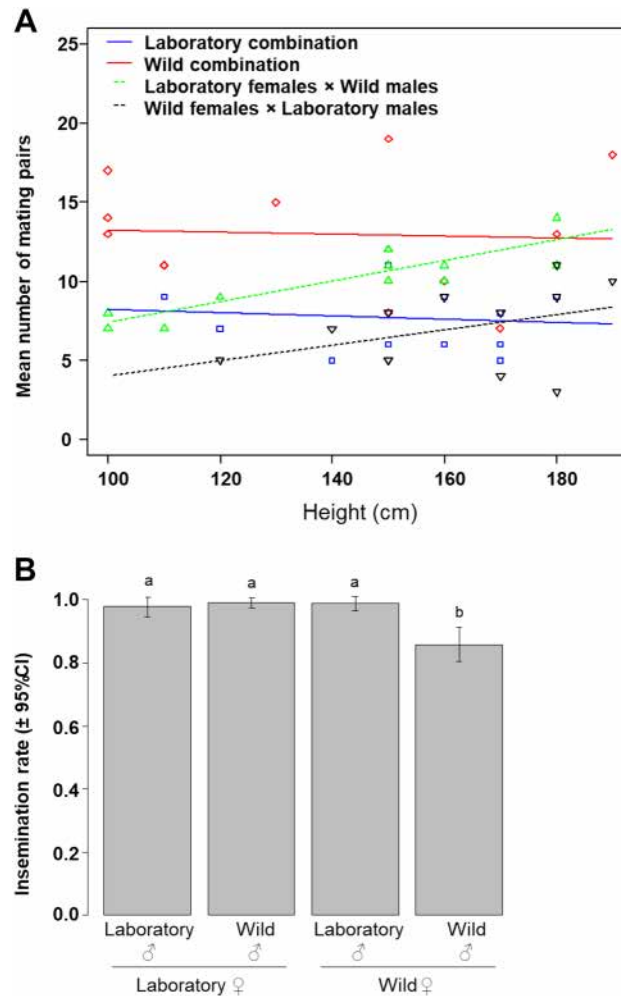 A
25
20
15
10
5
0
Mean number of mating pairs
Laboratory combination
Wild combination
Laboratory females × Wild males
Wild females × Laboratory males
100 120 140 160 180
Height (cm)
B
1.0
0.8
0.6
0.4
0.2
0.0
Insemination rate (± 95%CI)
a a a b
Laboratory Wild Laboratory Wild
♂ ♂ ♂ ♂
Laboratory ♀ Wild ♀